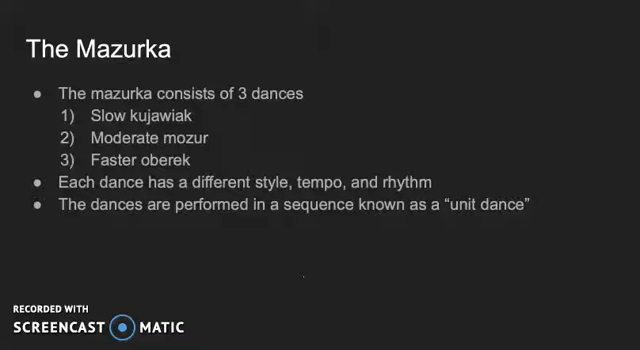 The Mazurka
● The mazurka consists of 3 dances
1) Slow kujawiak
2) Moderate mozur
3) Faster oberek
● Each dance has a different style, tempo, and rhythm
● The dances are performed in a sequence known as a “unit dance”
RECORDED WITH
SCREENCAST MATIC